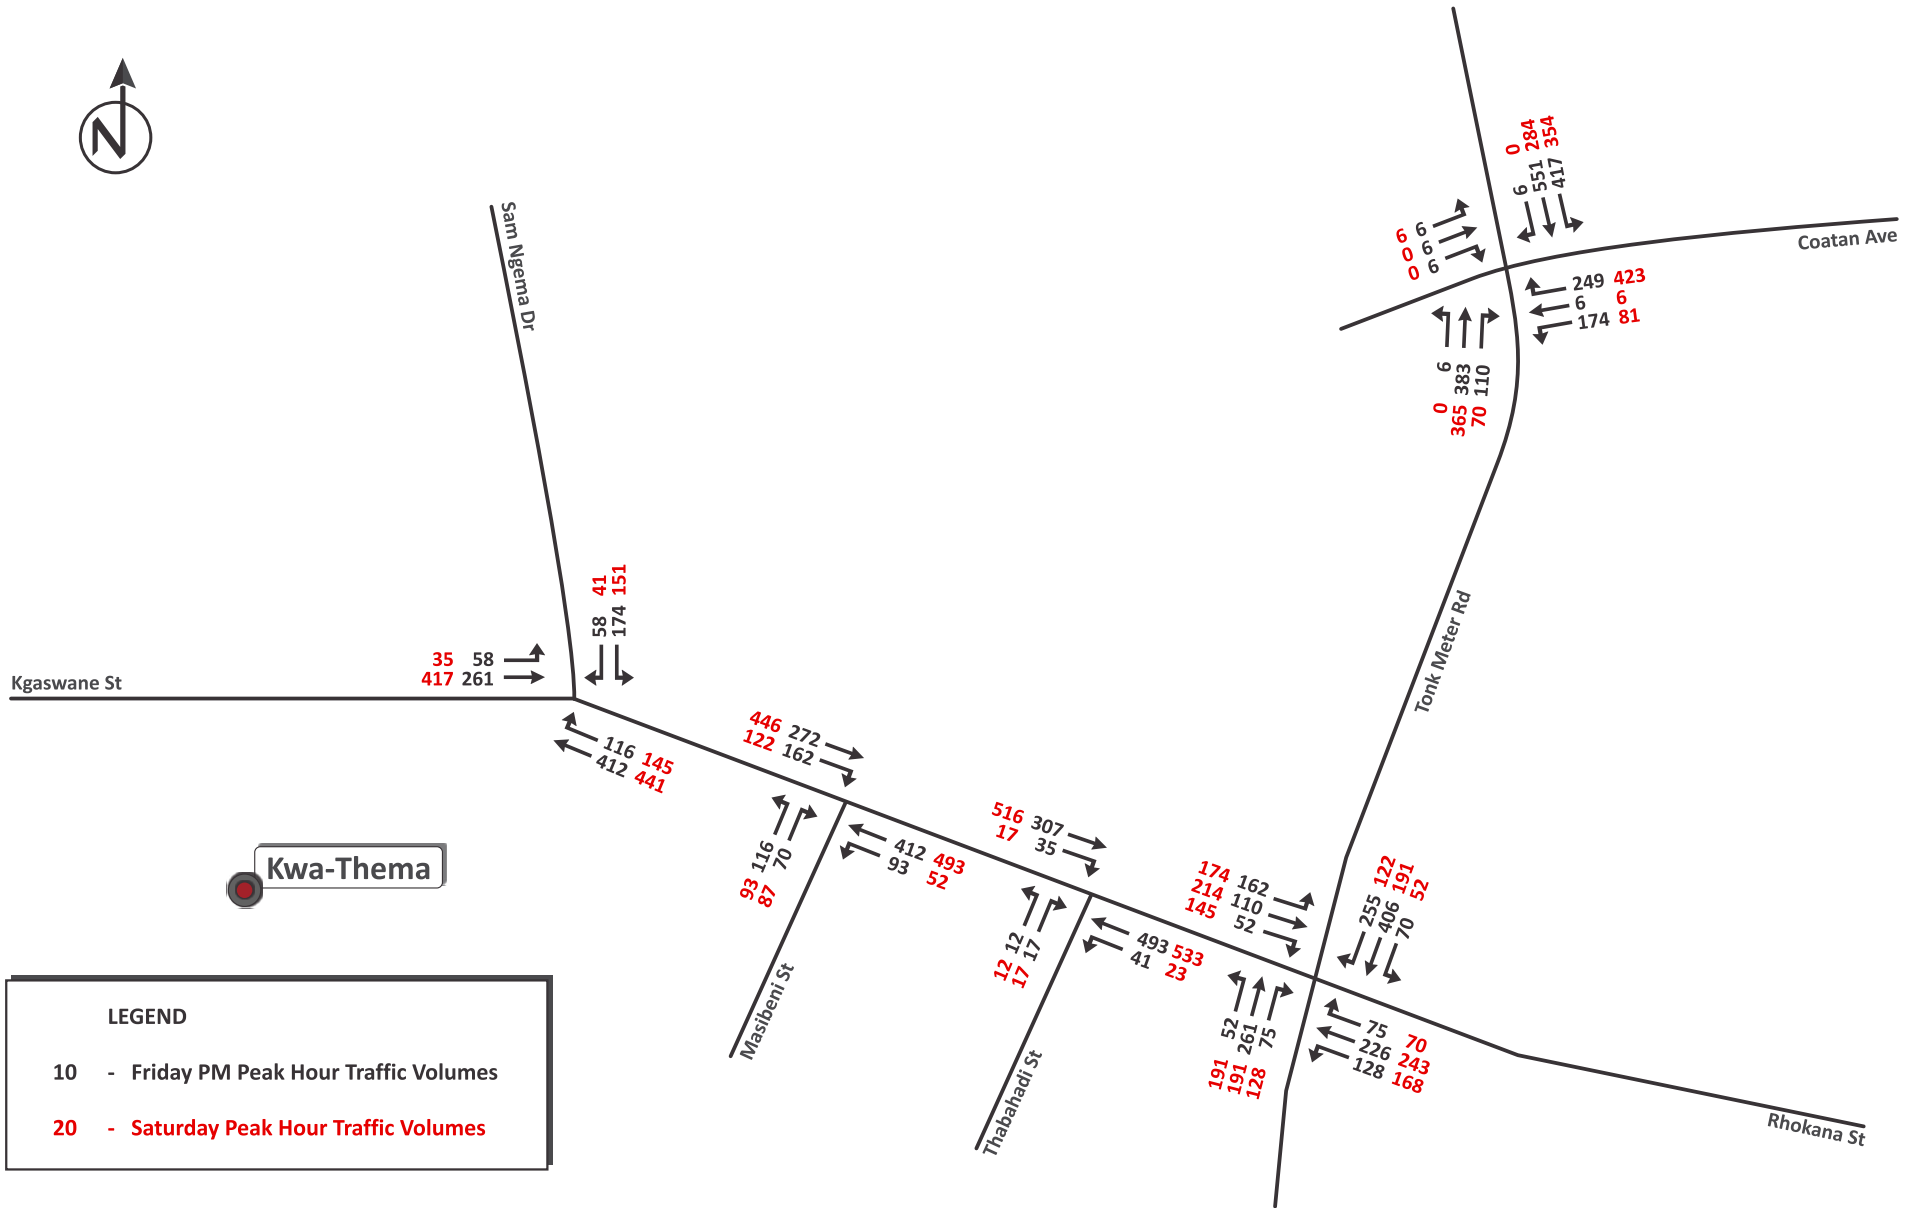 N
0 284 354
6 551 417
Sam Ngema Dr
6 6
0 6
0 6
Coatan Ave
249 423
6 6
174 81
6 383 110
0 365 70
41 151
58 174
Tonk Meter Rd
35 58
417 261
Kgaswane St
116 145
412 441
446 272
122 162
93 116
87 70
412 493
93 52
516 307
17 35
Kwa-Thema
174 162
214 110
145 52
122 191 52
255 406 70
12 12
17 17
493 533
41 23
Masibeni St
52 261 75
191 191 128
75 70
226 243
128 168
Thabahadi St
Rhokana St
LEGEND
10 - Friday PM Peak Hour Traffic Volumes
20 - Saturday Peak Hour Traffic Volumes